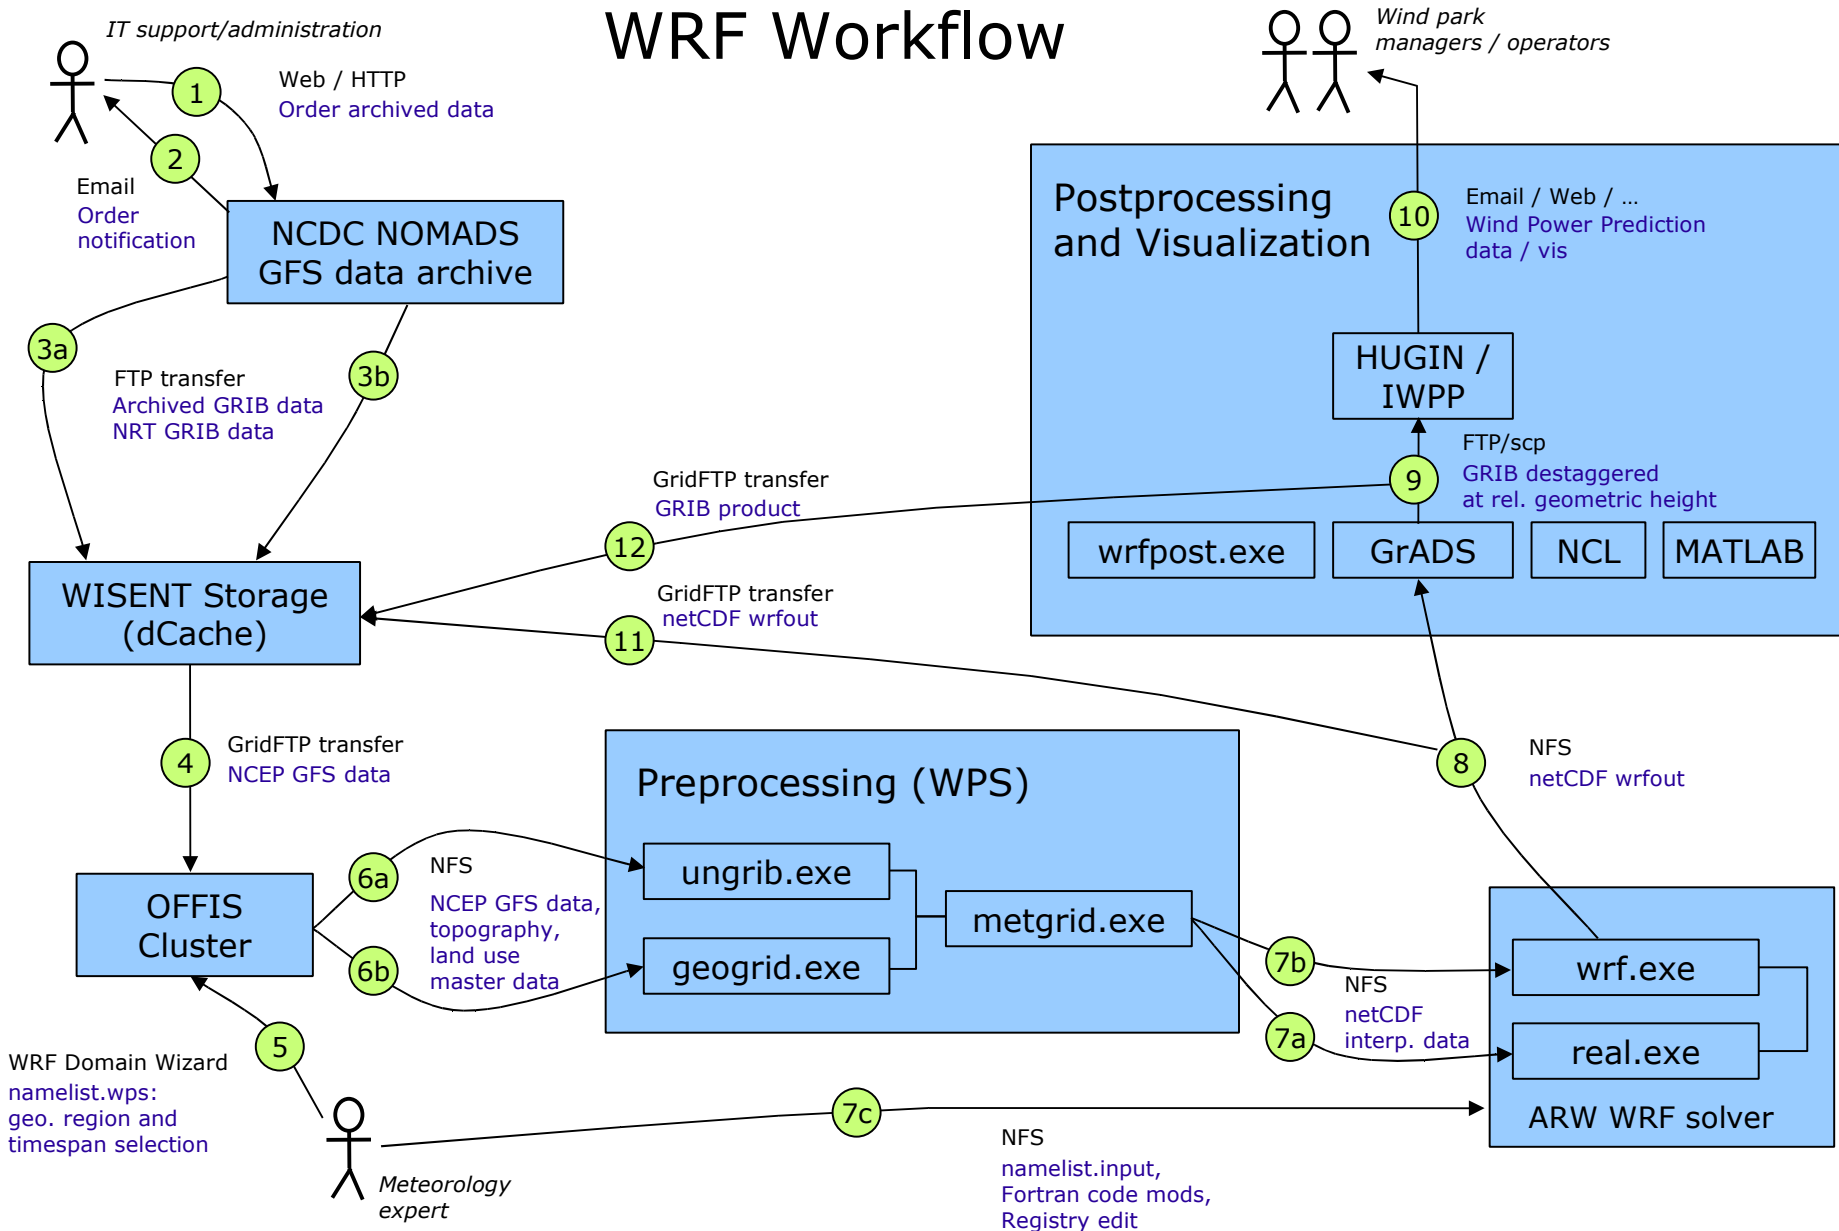 WRF Workflow
IT support/administration
1
Web / HTTP
Order archived data
2
Email
Order
notification
NCDC NOMADS
GFS data archive
3a
3b
FTP transfer
Archived GRIB data
NRT GRIB data
WISENT Storage
(dCache)
4
GridFTP transfer
NCEP GFS data
OFFIS
Cluster
5
WRF Domain Wizard
namelist.wps:
geo. region and
timespan selection
Meteorology
expert
6a
6b
NFS
NCEP GFS data,
topography,
land use
master data
Preprocessing (WPS)
ungrib.exe
geogrid.exe
metgrid.exe
7b
7a
NFS
netCDF
interp. data
7c
NFS
namelist.input,
Fortran code mods,
Registry edit
wrf.exe
real.exe
ARW WRF solver
8
NFS
netCDF wrfout
11
GridFTP transfer
netCDF wrfout
12
GridFTP transfer
GRIB product
Postprocessing
and Visualization
wrfpost.exe
GrADS
NCL
MATLAB
9
FTP/scp
GRIB destaggered
at rel. geometric height
HUGIN /
IWPP
10
Email / Web / ...
Wind Power Prediction
data / vis
Wind park
managers / operators